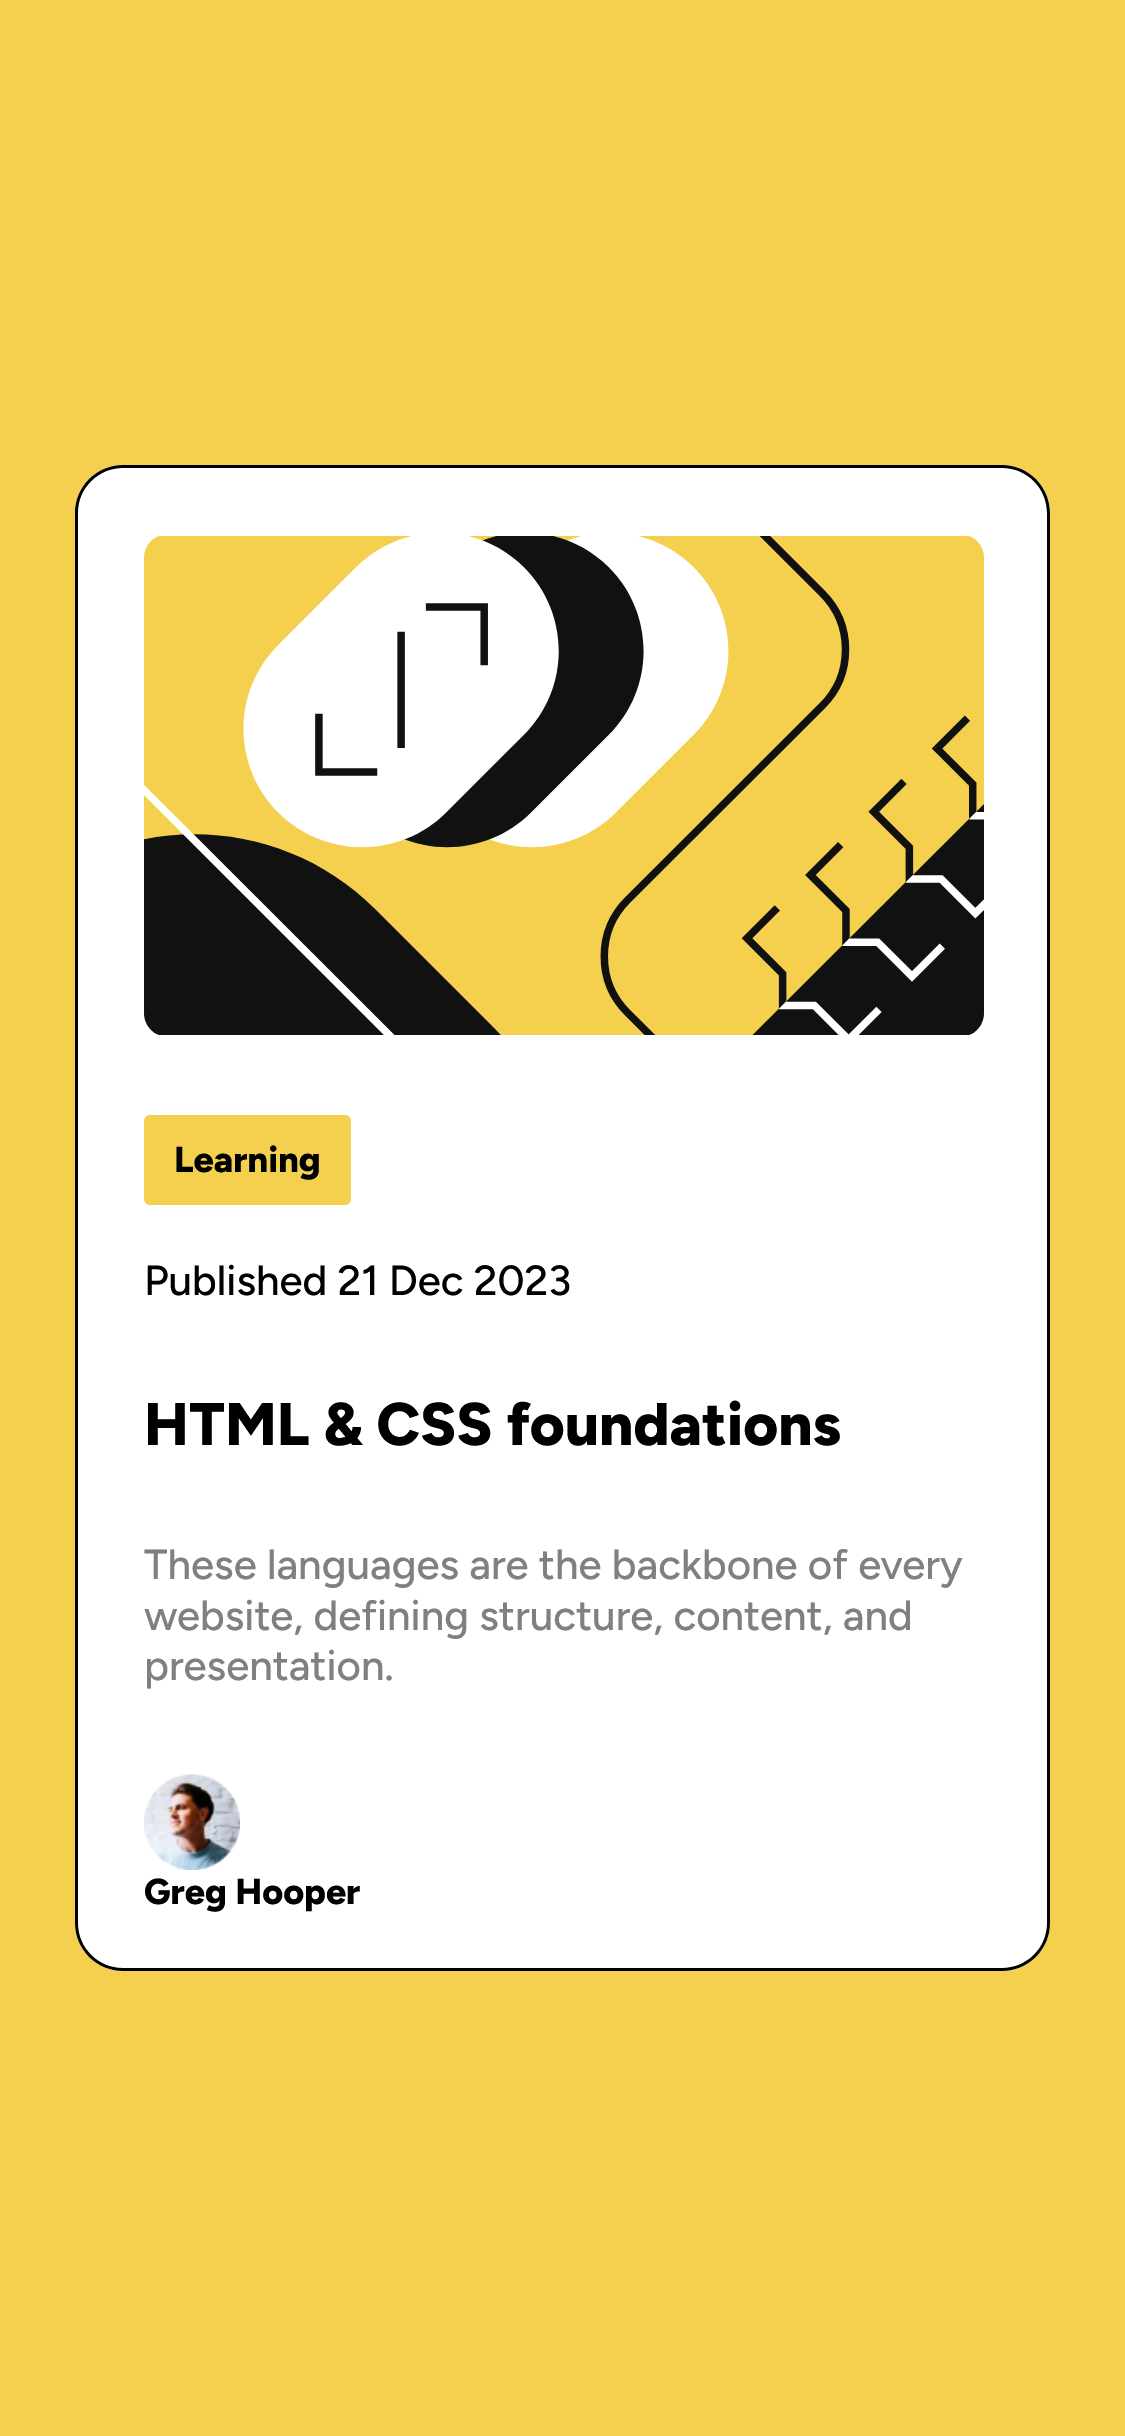 Learning
Published 21 Dec 2023
HTML & CSS foundations
These languages are the backbone of every
website, defining structure, content, and
presentation.
Greg Hooper